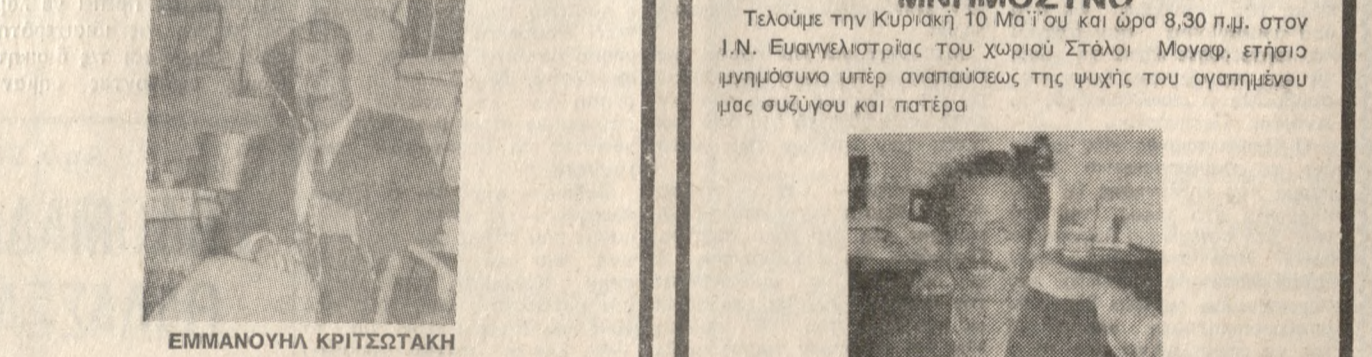 ΕΜΜΑΝΟΥΗΛ ΚΡΙΤΣΩΤΑΚΗ
ΜΝΗΜΟΣΥΝΟ
Τελούμε την Κυριακή 10 Μαΐου και ώρα 8,30 π.μ. στον
Ι.Ν. Ευαγγελιστρίας του χωριού Στόλοι Μονοφ. ετήσιο
μνημόσυνο υπέρ αναπαύσεως της ψυχής του αγαπημένου
μας συζύγου και πατέρα